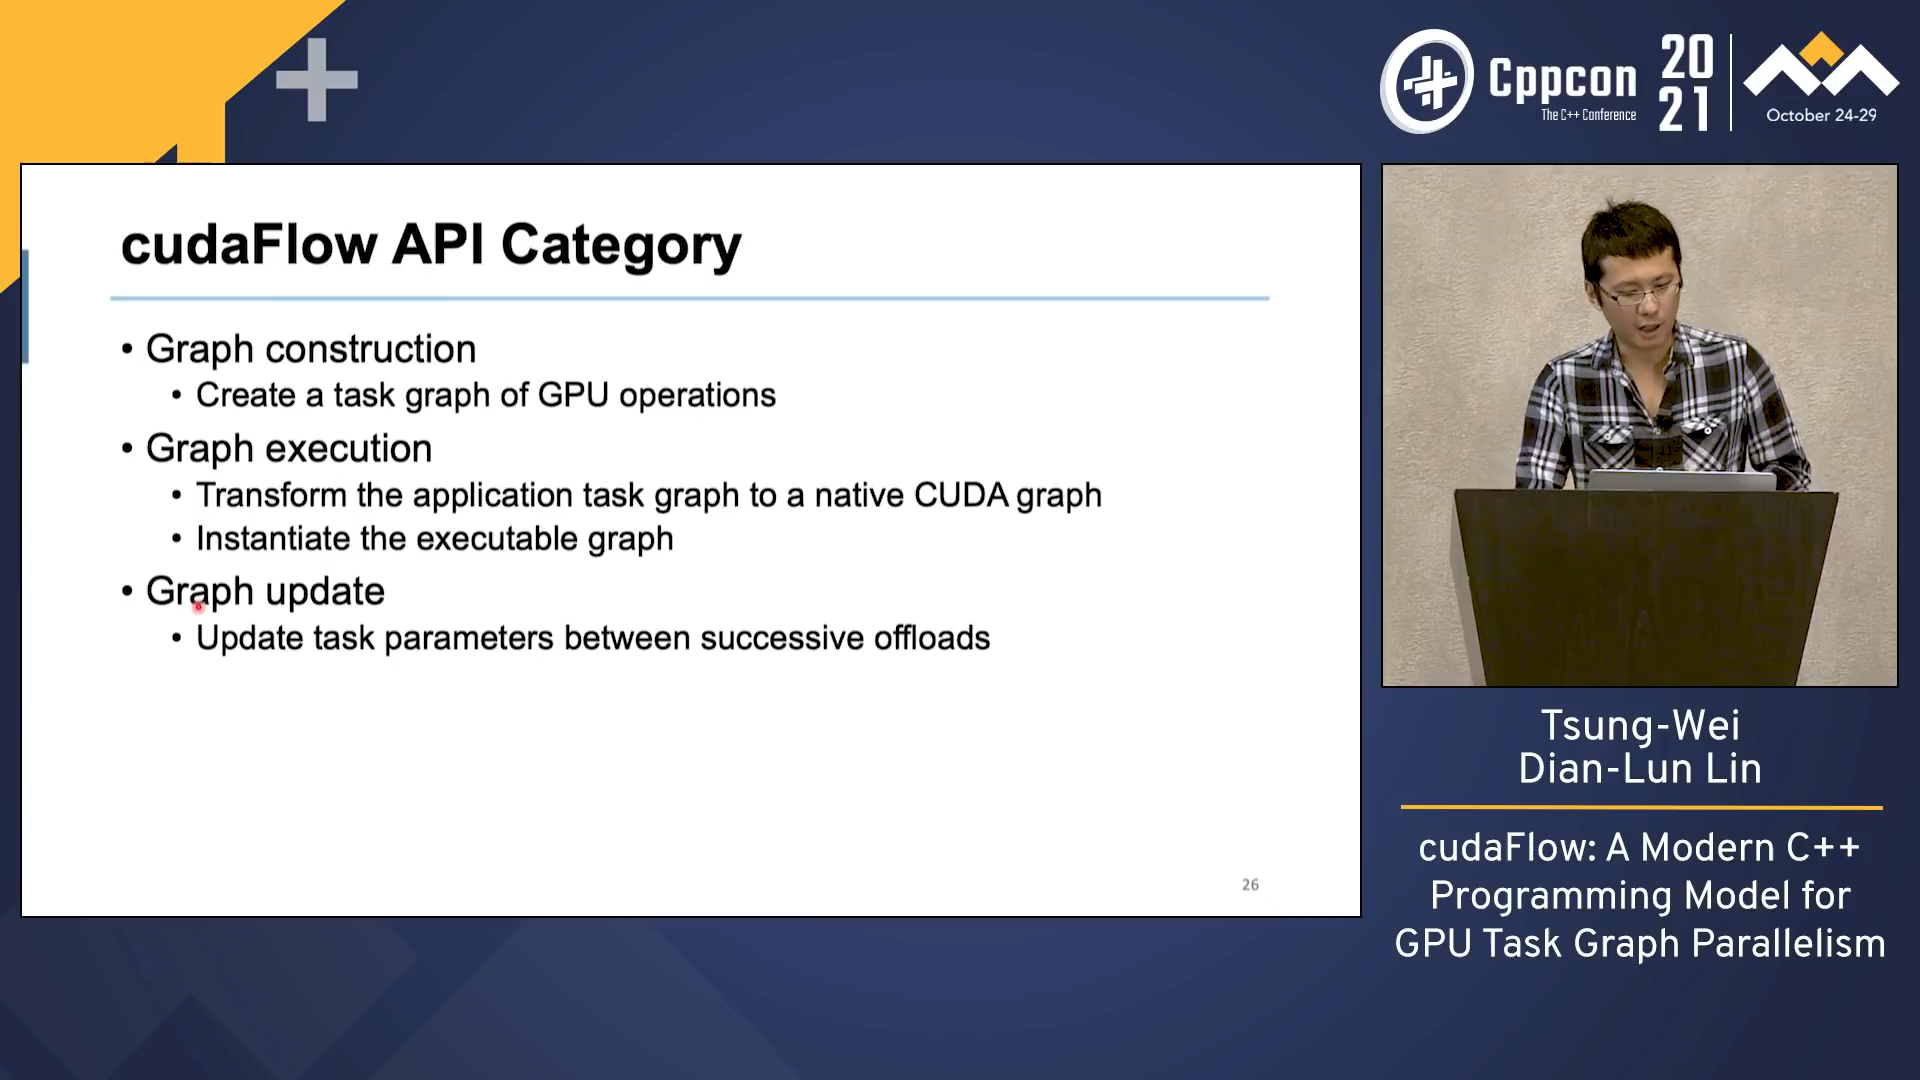 Cppcon
The C++ Conference
20
21
October 24-29
cudaFlow API Category
• Graph construction
• Create a task graph of GPU operations
• Graph execution
• Transform the application task graph to a native CUDA graph
• Instantiate the executable graph
• Graph update
• Update task parameters between successive offloads
26
Tsung-Wei
Dian-Lun Lin
cudaFlow: A Modern C++
Programming Model for
GPU Task Graph Parallelism